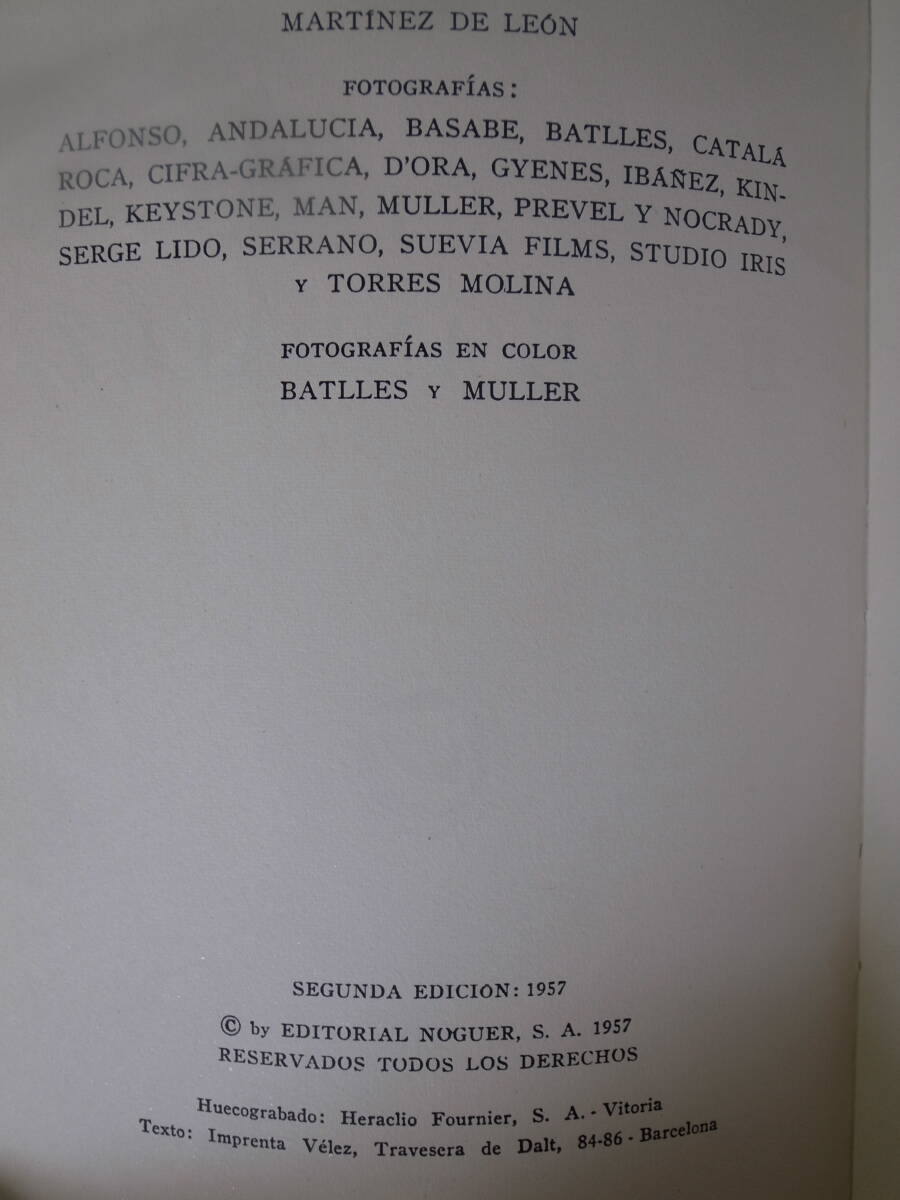 MARTÍNEZ DE LEÓN
FOTOGRAFÍAS:
ALFONSO, ANDALUCIA, BASABE, BATLLES, CATALÁ
ROCA, CIFRA-GRÁFICA, D'ORA, GYENES, IBÁÑEZ, KIN-
DEL, KEYSTONE, MAN, MULLER, PREVEL Y NOCRADY,
SERGE LIDO, SERRANO, SUEVIA FILMS, STUDIO IRIS
Y TORRES MOLINA
FOTOGRAFÍAS EN COLOR
BATLLES Y MULLER
SEGUNDA EDICIÓN: 1957
© by EDITORIAL NOGUER, S. A. 1957
RESERVADOS TODOS LOS DERECHOS
Huecograbado: Heraclio Fournier, S. A. - Vitoria
Texto: Imprenta Vélez, Travesera de Dalt, 84-86 - Barcelona